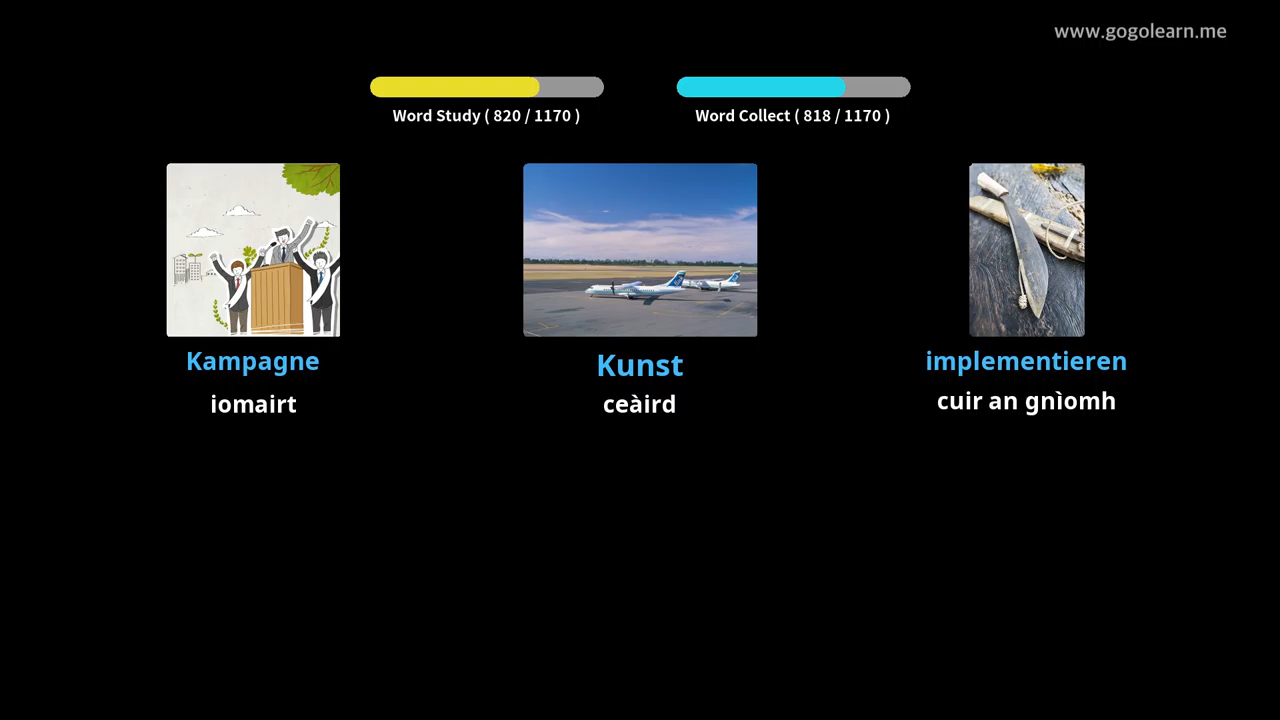 www.gogolearn.me
Word Study ( 820 / 1170 )
Word Collect ( 818 / 1170 )
Kampagne
iomairt
Kunst
ceàird
implementieren
cuir an gnìomh